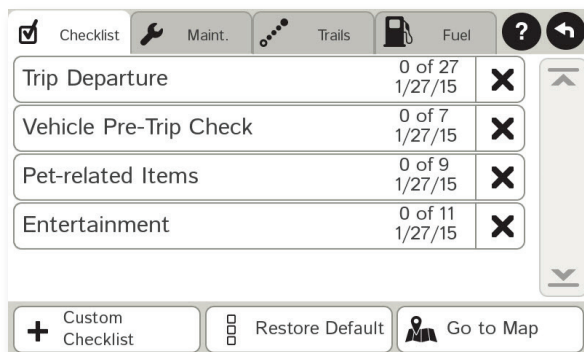 Checklist
Maint.
Trails
Fuel
?
Trip Departure
0 of 27
1/27/15
Vehicle Pre-Trip Check
0 of 7
1/27/15
Pet-related Items
0 of 9
1/27/15
Entertainment
0 of 11
1/27/15
Custom
Checklist
Restore Default
Go to Map